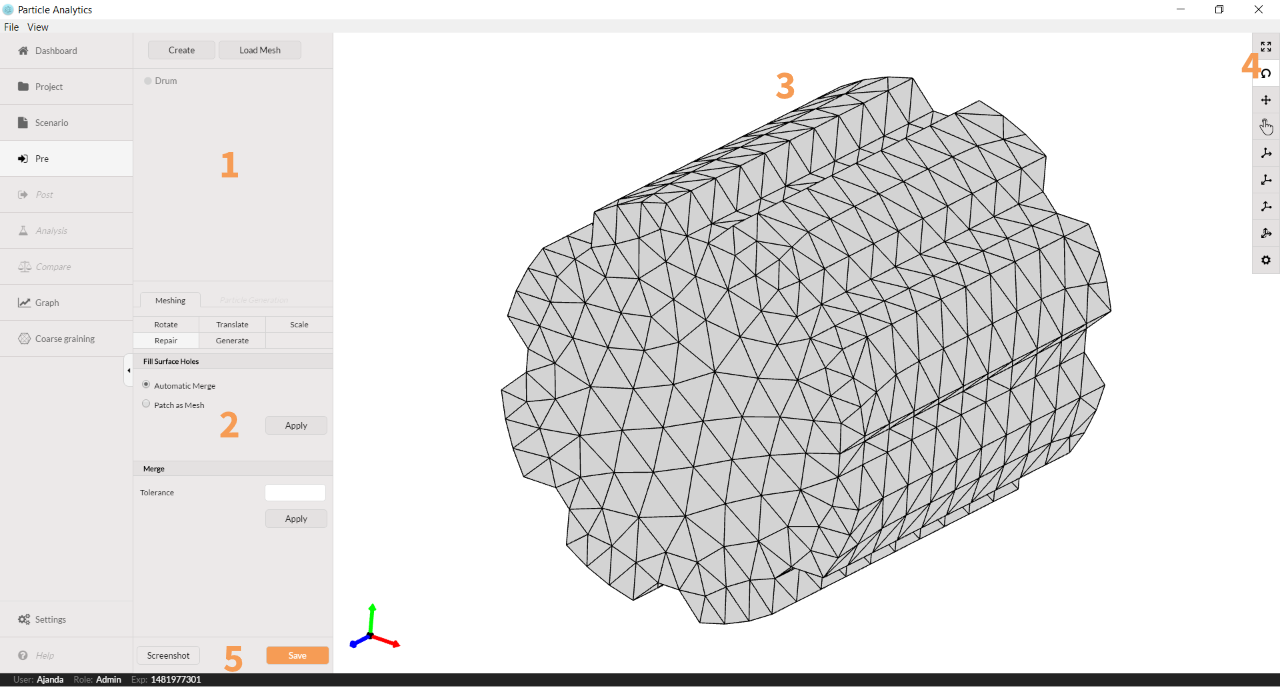 Particle Analytics
File View
Dashboard
Project
Scenario
Pre
Post
Analysis
Compare
Graph
Coarse graining
Settings
Help
Create Load Mesh
Drum
1
Meshing Particle Generation
Rotate Translate Scale
Repair Generate
Fill Surface Holes
Automatic Merge
Patch as Mesh
2
Apply
Merge
Tolerance
Apply
Screenshot 5 Save
3
4
User: Ajanda Role: Admin Exp: 1481977301